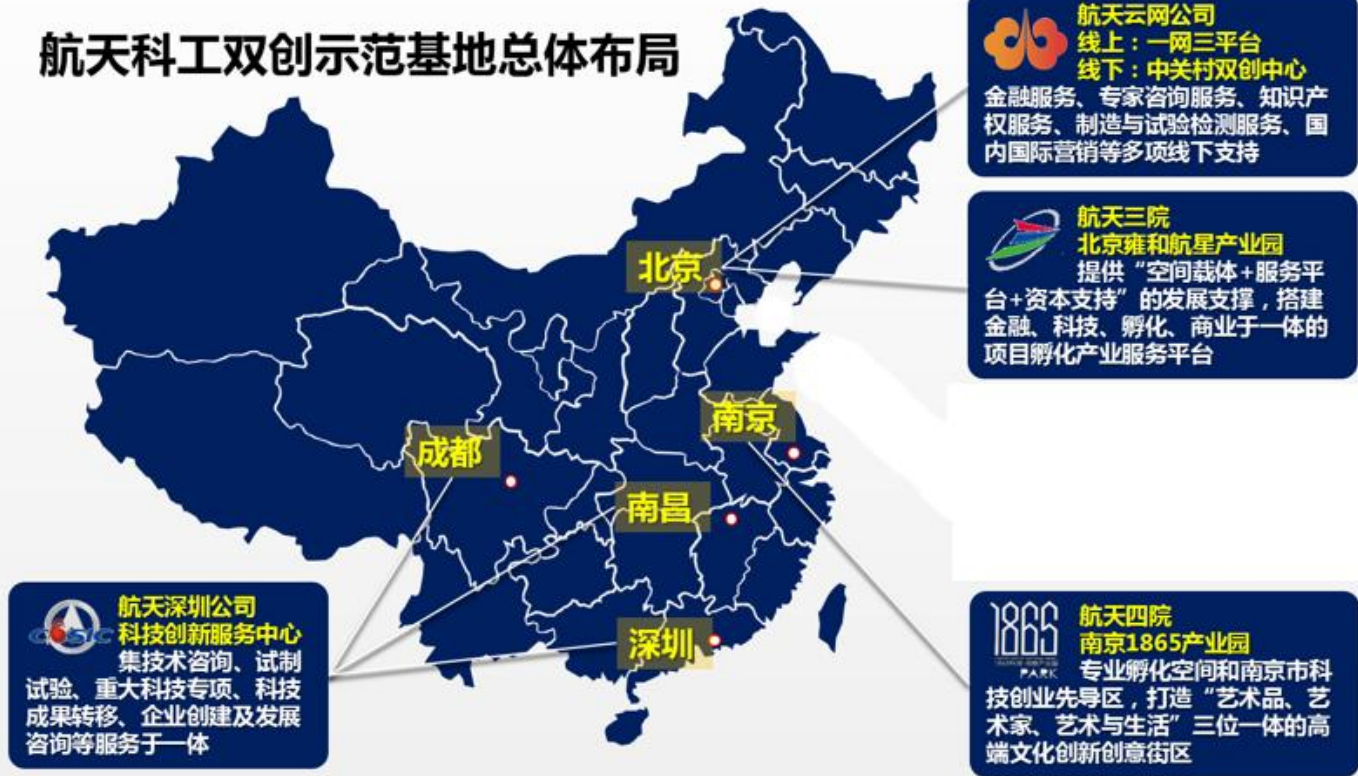 航天科工双创示范基地总体布局
航天云网公司
线上：一网三平台
线下：中关村双创中心
金融服务、专家咨询服务、知识产
权服务、制造与试验检测服务、国
内国际营销等多项线下支持
航天三院
北京雍和航星产业园
提供“空间载体+服务平
台+资本支持”的发展支撑，搭建
金融、科技、孵化、商业于一体的
项目孵化产业服务平台
北京
南京
成都
南昌
深圳
CASIC
航天深圳公司
科技创新服务中心
集技术咨询、试制
试验、重大科技专项、科技
成果转移、企业创建及发展
咨询等服务于一体
1865
PARK
航天四院
南京1865产业园
专业孵化空间和南京市科
技创业先导区，打造“艺术品、艺
术家、艺术与生活”三位一体的高
端文化创新创意街区